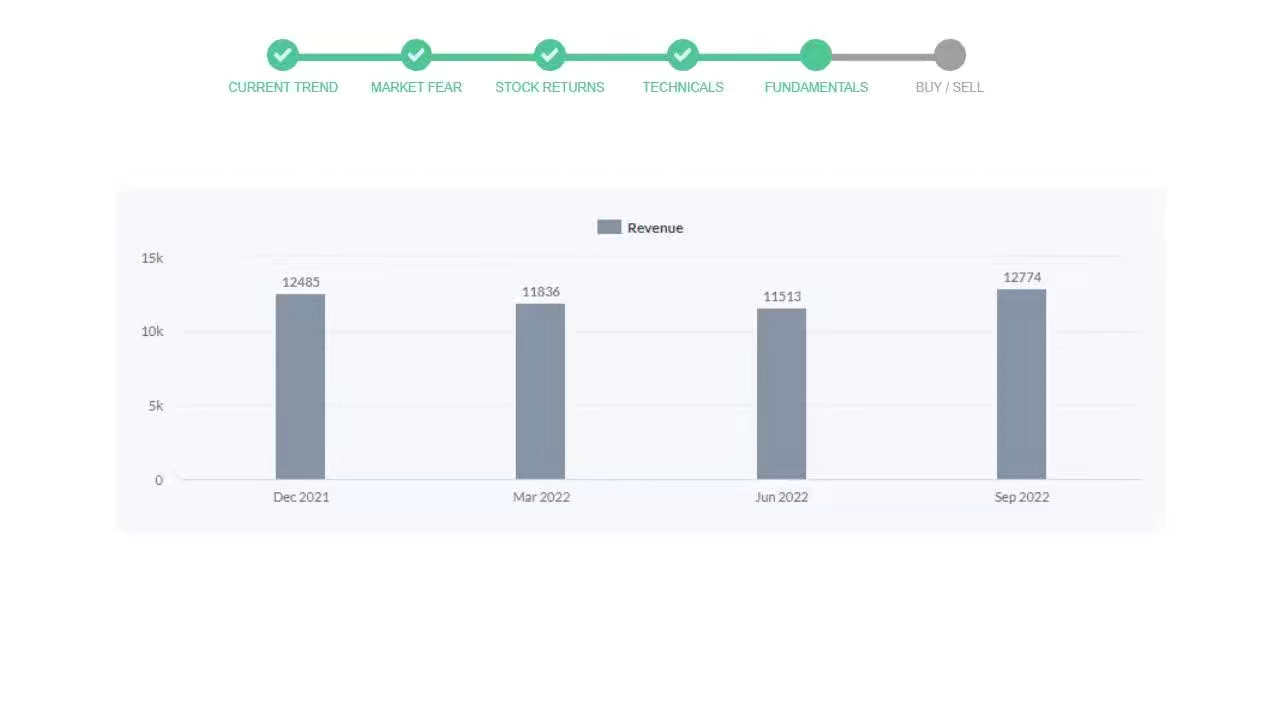 CURRENT TREND MARKET FEAR STOCK RETURNS TECHNICALS FUNDAMENTALS BUY / SELL
Revenue
15k
12485 11836 11513 12774
10k
5k
0
Dec 2021 Mar 2022 Jun 2022 Sep 2022